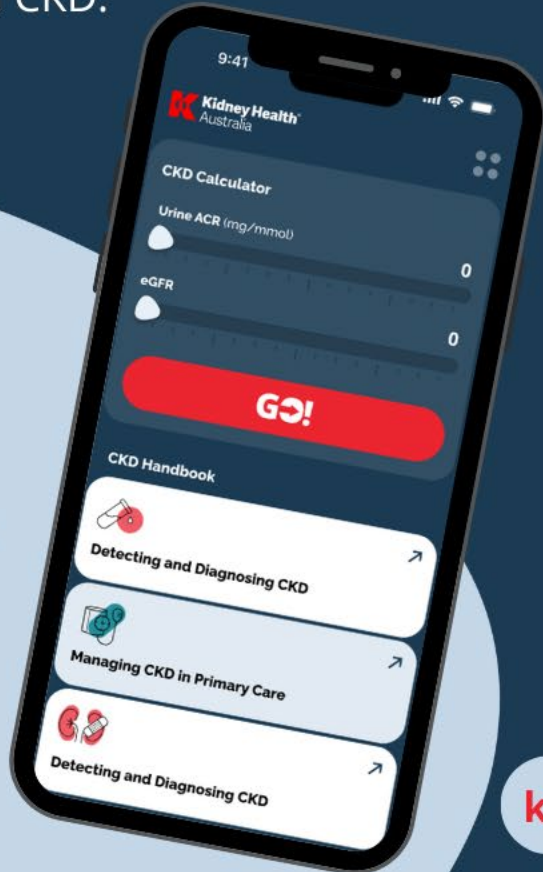 CKD.
9:41
Kidney Health
Australia
CKD Calculator
Urine ACR (mg/mmol)
0
eGFR
0
GO!
CKD Handbook
Detecting and Diagnosing CKD
Managing CKD in Primary Care
Detecting and Diagnosing CKD
k